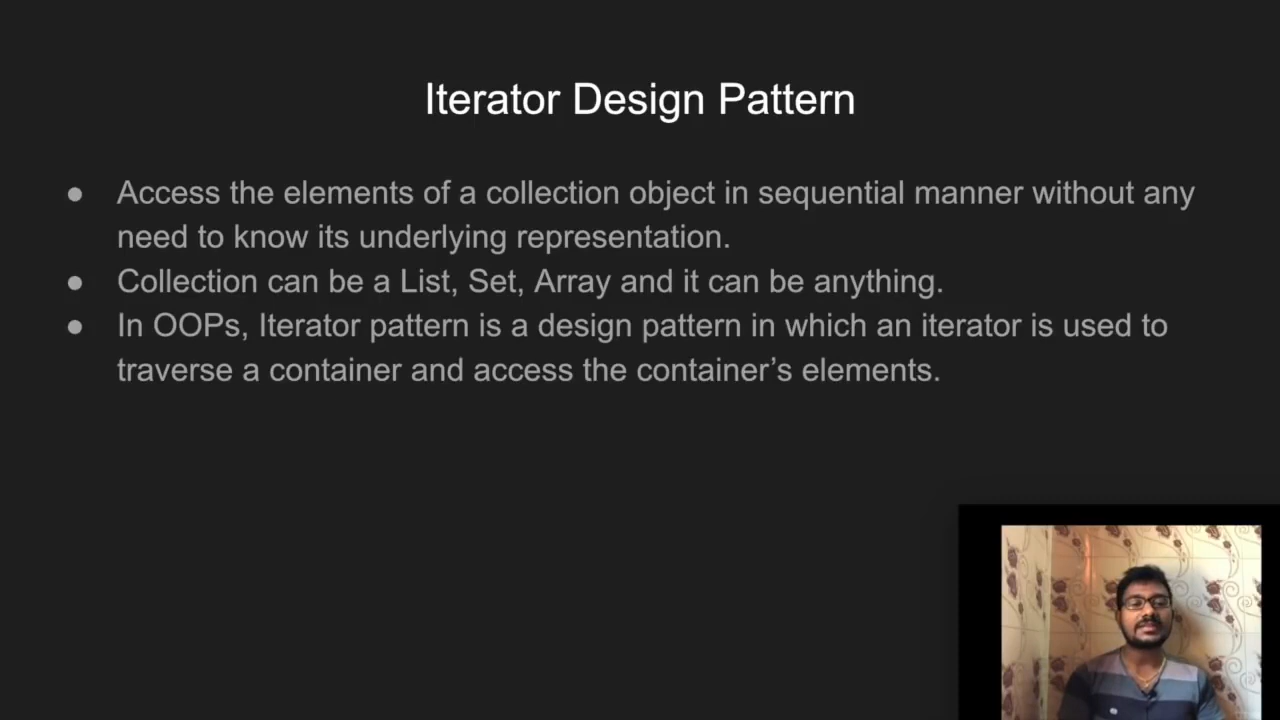 Iterator Design Pattern
● Access the elements of a collection object in sequential manner without any
need to know its underlying representation.
● Collection can be a List, Set, Array and it can be anything.
● In OOPs, Iterator pattern is a design pattern in which an iterator is used to
traverse a container and access the container’s elements.